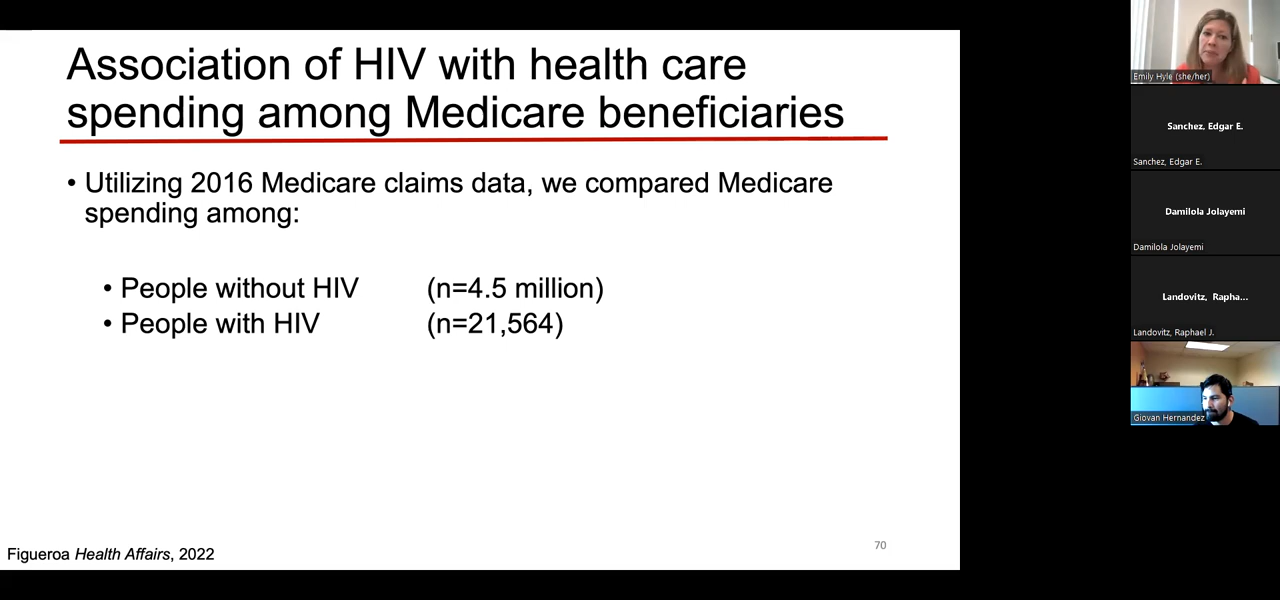 Association of HIV with health care
spending among Medicare beneficiaries
• Utilizing 2016 Medicare claims data, we compared Medicare
spending among:
• People without HIV (n=4.5 million)
• People with HIV (n=21,564)
Figueroa Health Affairs, 2022
70
Emily Hyle (she/her)
Sanchez, Edgar E.
Sanchez, Edgar E.
Damilola Jolayemi
Damilola Jolayemi
Landovitz, Rapha...
Landovitz, Raphael J.
Giovan Hernandez